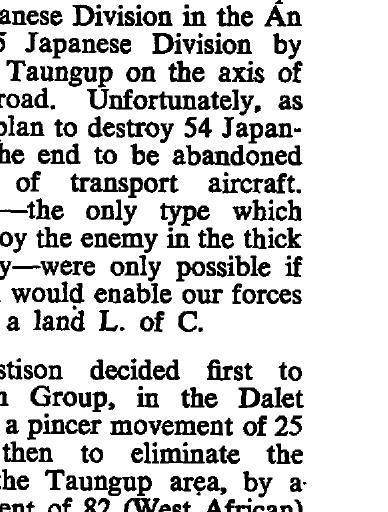 anese Division in the An
5 Japanese Division by
Taungup on the axis of
road. Unfortunately, as
plan to destroy 54 Japan-
he end to be abandoned
of transport aircraft.
—the only type which
oy the enemy in the thick
y—were only possible if
would enable our forces
a land L. of C.
stison decided first to
Group, in the Dalet
a pincer movement of 25
then to eliminate the
the Taungup area, by a
ent of 82 (West African)